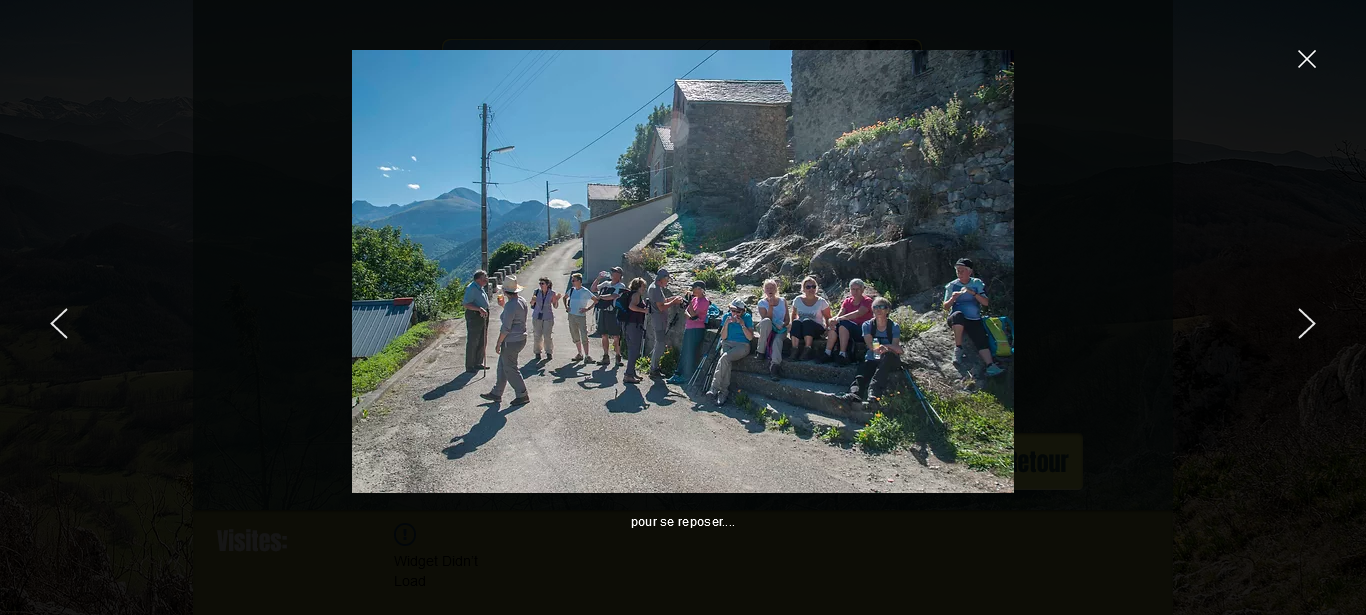 etour
pour se reposer....
Visites:
Widget Didn't
Load